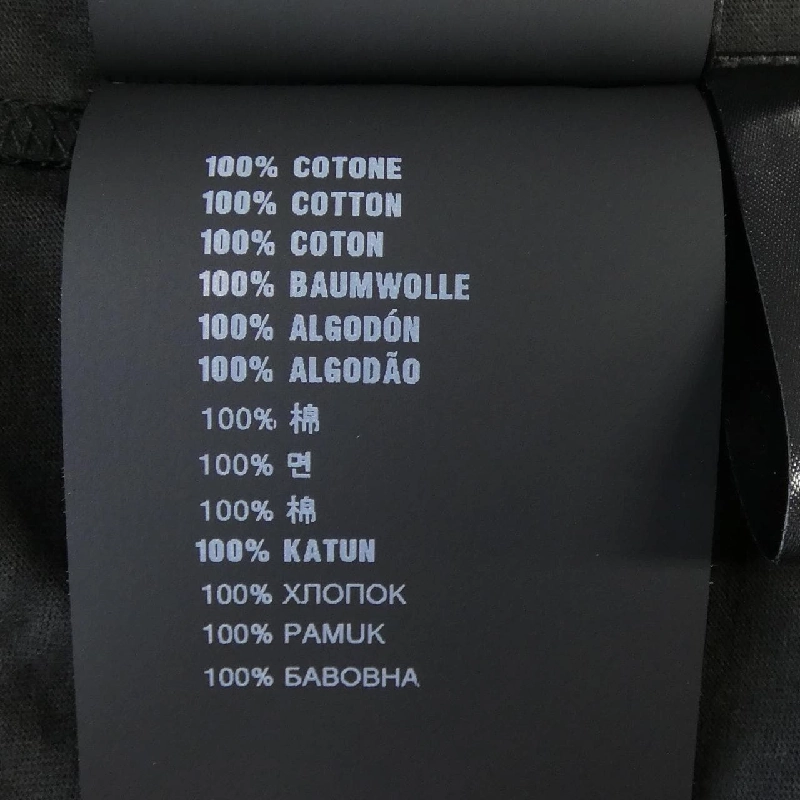 100% COTONE
100% COTTON
100% COTON
100% BAUMWOLLE
100% ALGODÓN
100% ALGODÃO
100% 棉
100% 면
100% 棉
100% KATUN
100% ХЛОПОК
100% PAMUK
100% БАВОВНА